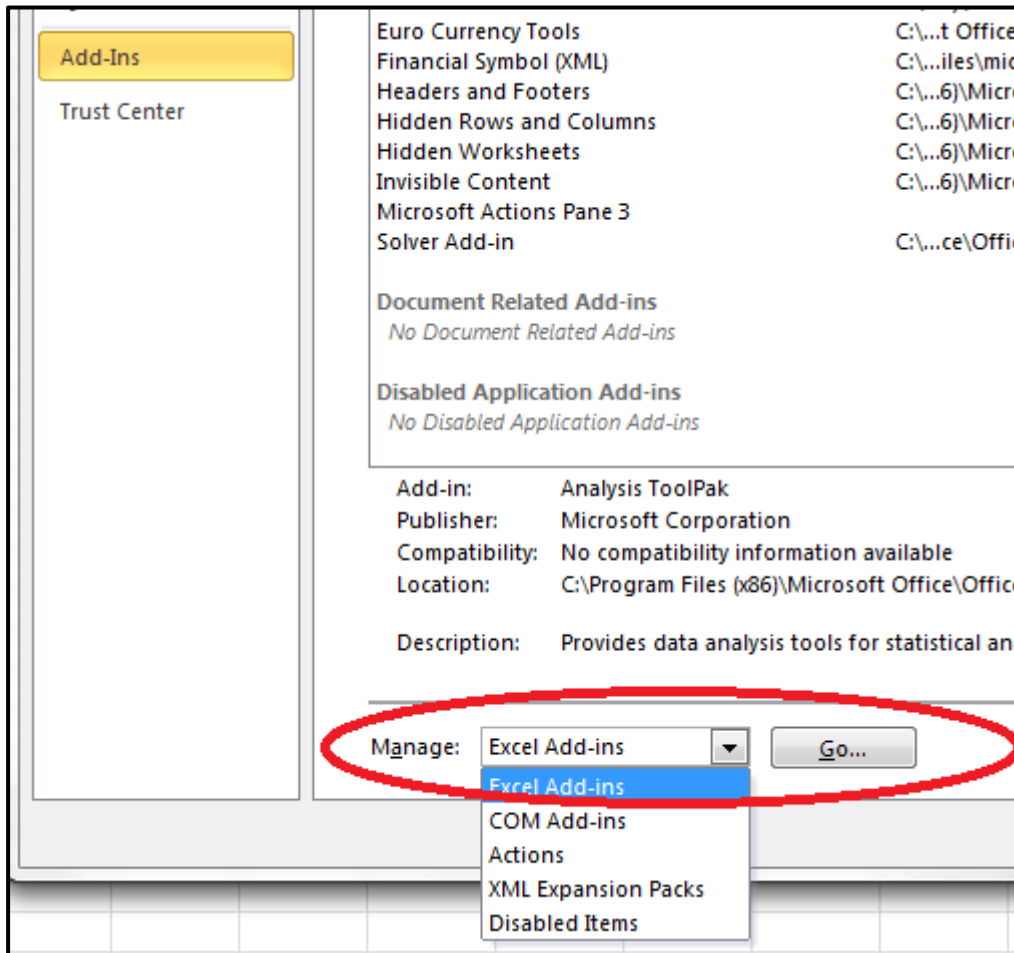 Add-Ins
Trust Center
Euro Currency Tools C:\...t Office
Financial Symbol (XML) C:\...iles\mic
Headers and Footers C:\...6)\Micr
Hidden Rows and Columns C:\...6)\Micr
Hidden Worksheets C:\...6)\Micr
Invisible Content C:\...6)\Micr
Microsoft Actions Pane 3
Solver Add-in C:\...ce\Offi
Document Related Add-ins
No Document Related Add-ins
Disabled Application Add-ins
No Disabled Application Add-ins
Add-in: Analysis ToolPak
Publisher: Microsoft Corporation
Compatibility: No compatibility information available
Location: C:\Program Files (x86)\Microsoft Office\Office
Description: Provides data analysis tools for statistical an
Manage: Excel Add-ins Go...
Excel Add-ins
COM Add-ins
Actions
XML Expansion Packs
Disabled Items